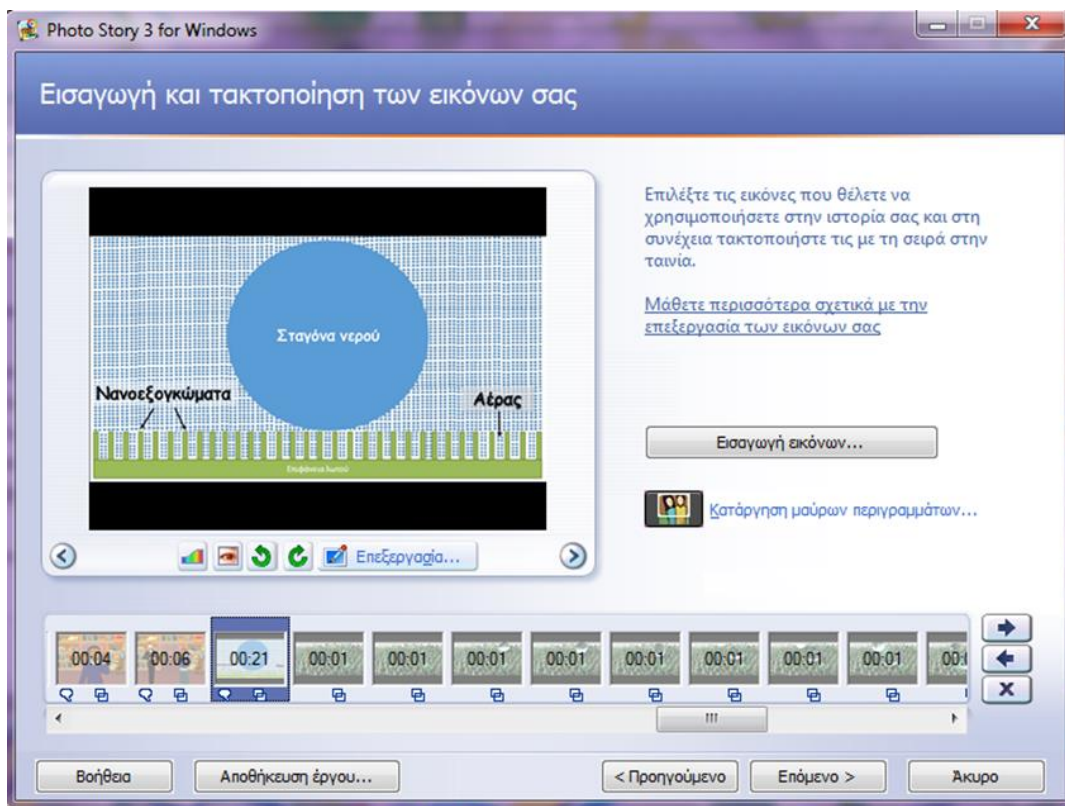 Photo Story 3 for Windows
Εισαγωγή και τακτοποίηση των εικόνων σας
Σταγόνα νερού
Νανοεξογκώματα
Αέρας
Επιφάνεια λωτού
Επιλέξτε τις εικόνες που θέλετε να
χρησιμοποιήσετε στην ιστορία σας και στη
συνέχεια τακτοποιήστε τις με τη σειρά στην
ταινία.
Μάθετε περισσότερα σχετικά με την
επεξεργασία των εικόνων σας
Εισαγωγή εικόνων...
Κατάργηση μαύρων περιγραμμάτων...
Επεξεργασία...
00:04 00:06 00:21 00:01 00:01 00:01 00:01 00:01 00:01 00:01 00:01
Βοήθεια Αποθήκευση έργου... < Προηγούμενο Επόμενο > Άκυρο